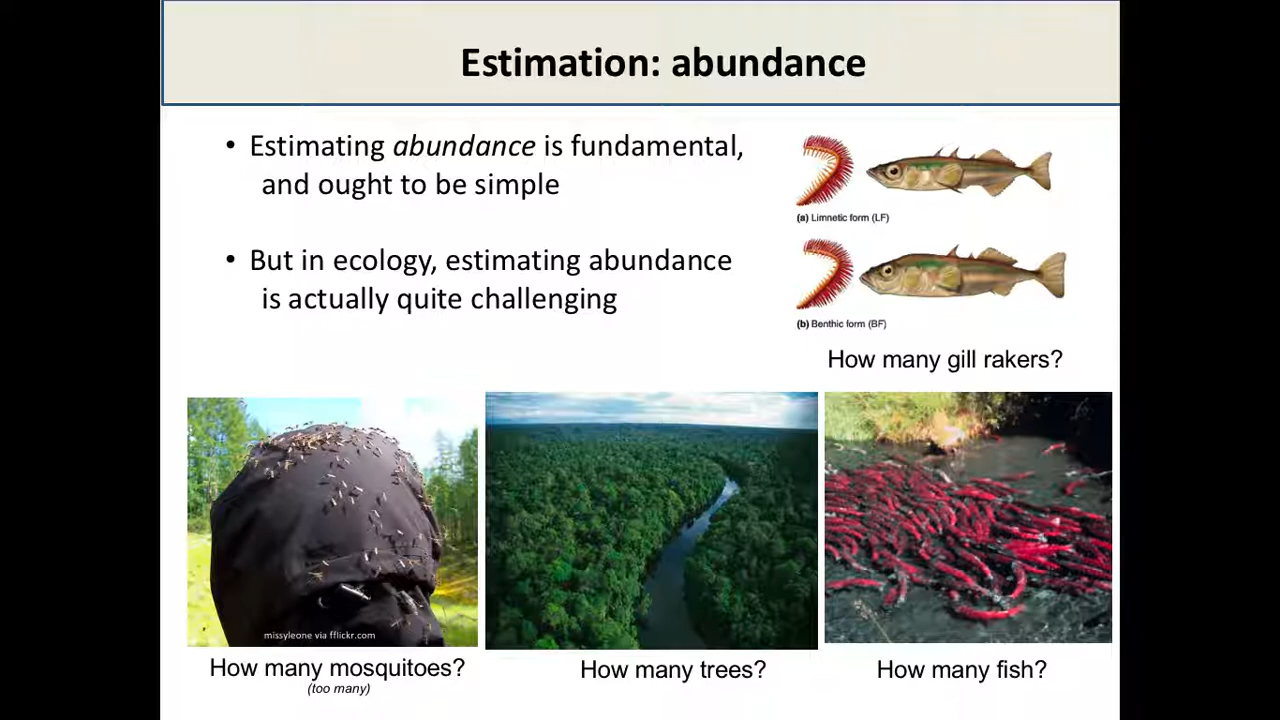 Estimation: abundance
• Estimating abundance is fundamental,
and ought to be simple
• But in ecology, estimating abundance
is actually quite challenging
(a) Limnetic form (LF)
(b) Benthic form (BF)
How many gill rakers?
missyleone via fflickr.com
How many mosquitoes?
(too many)
How many trees?
How many fish?